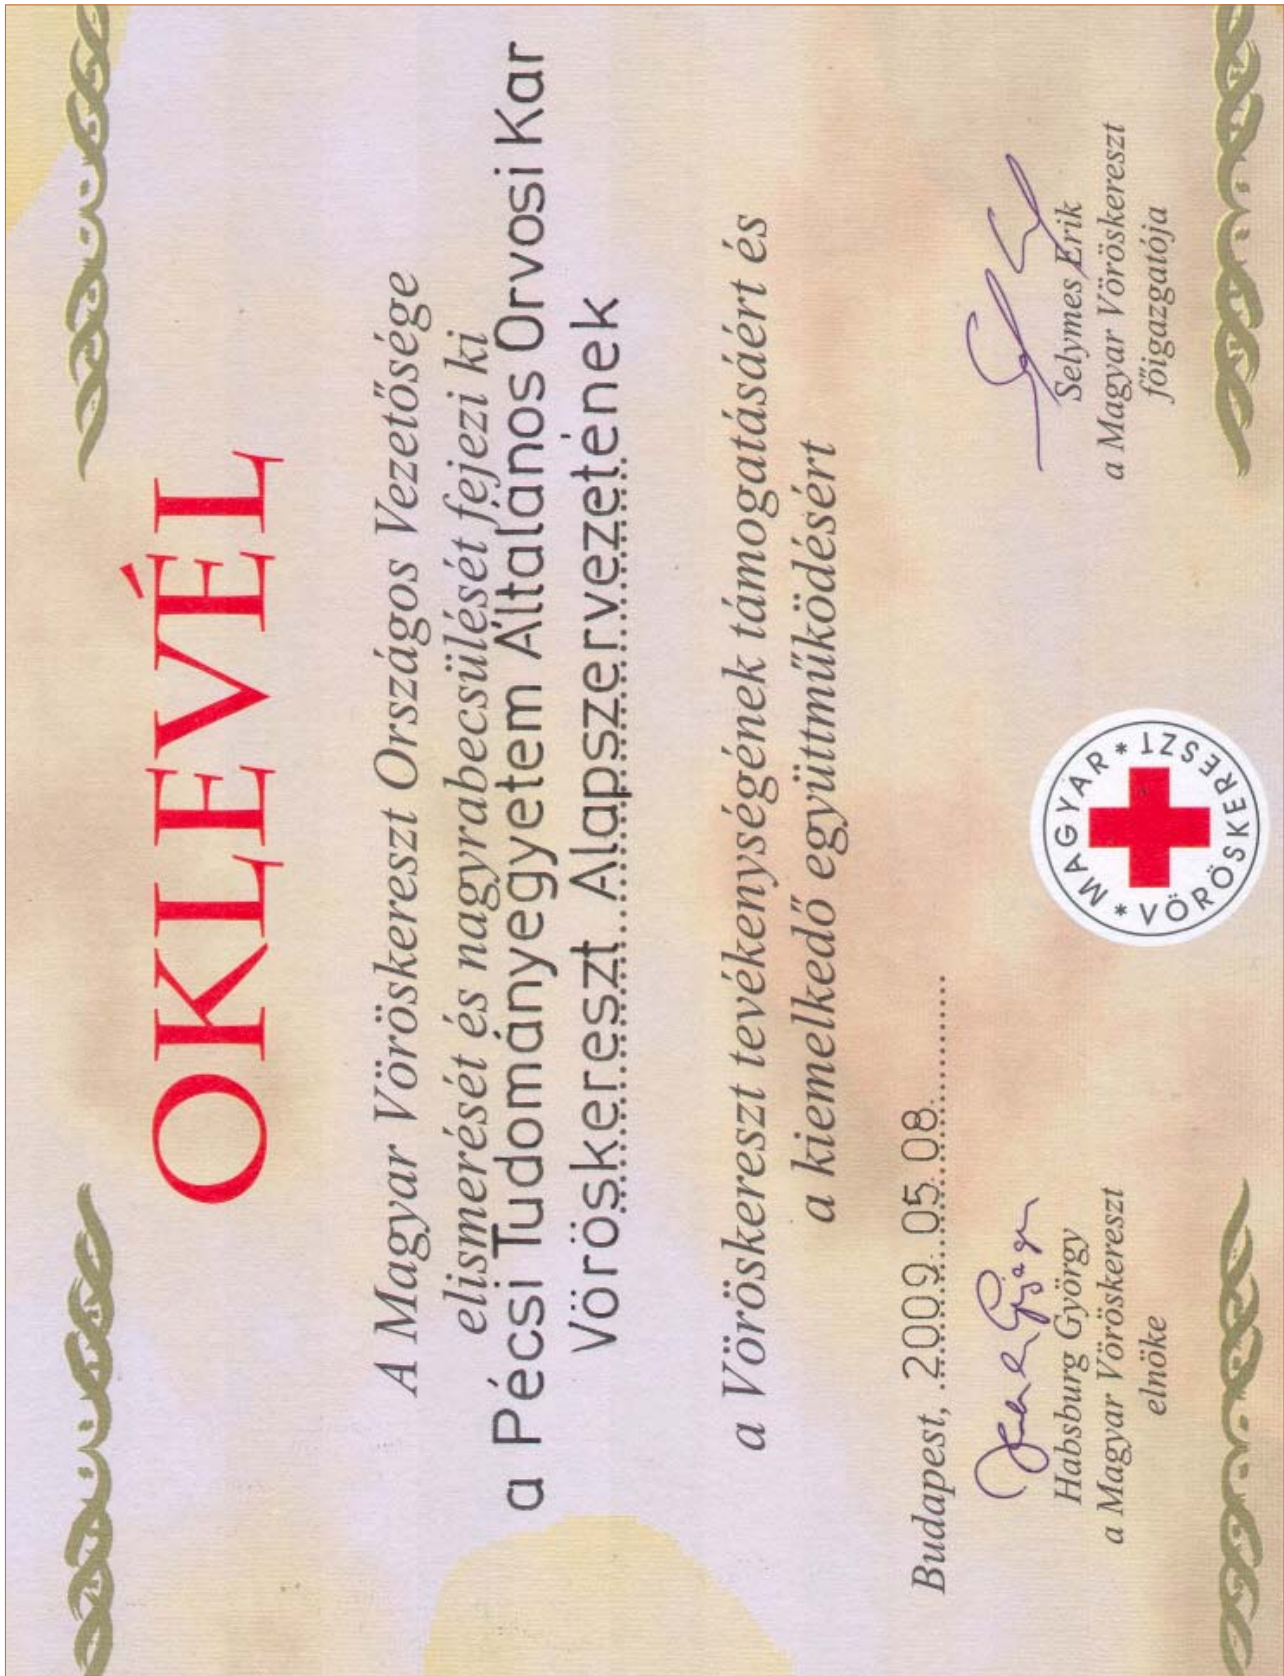 OKLEVÉL
A Magyar Vöröskereszt Országos Vezetősége
elismerését és nagyrabecsülését fejezi ki
a Pécsi Tudományegyetem Általános Orvosi Kar
Vöröskereszt Alapszervezetének
a Vöröskereszt tevékenységének támogatásáért és
a kiemelkedő együttműködésért
Budapest, 2009. 05. 08.
Habsburg György
a Magyar Vöröskereszt
elnöke
* MAGYAR *
VÖRÖSKERESZT
Selymes Erik
a Magyar Vöröskereszt
főigazgatója